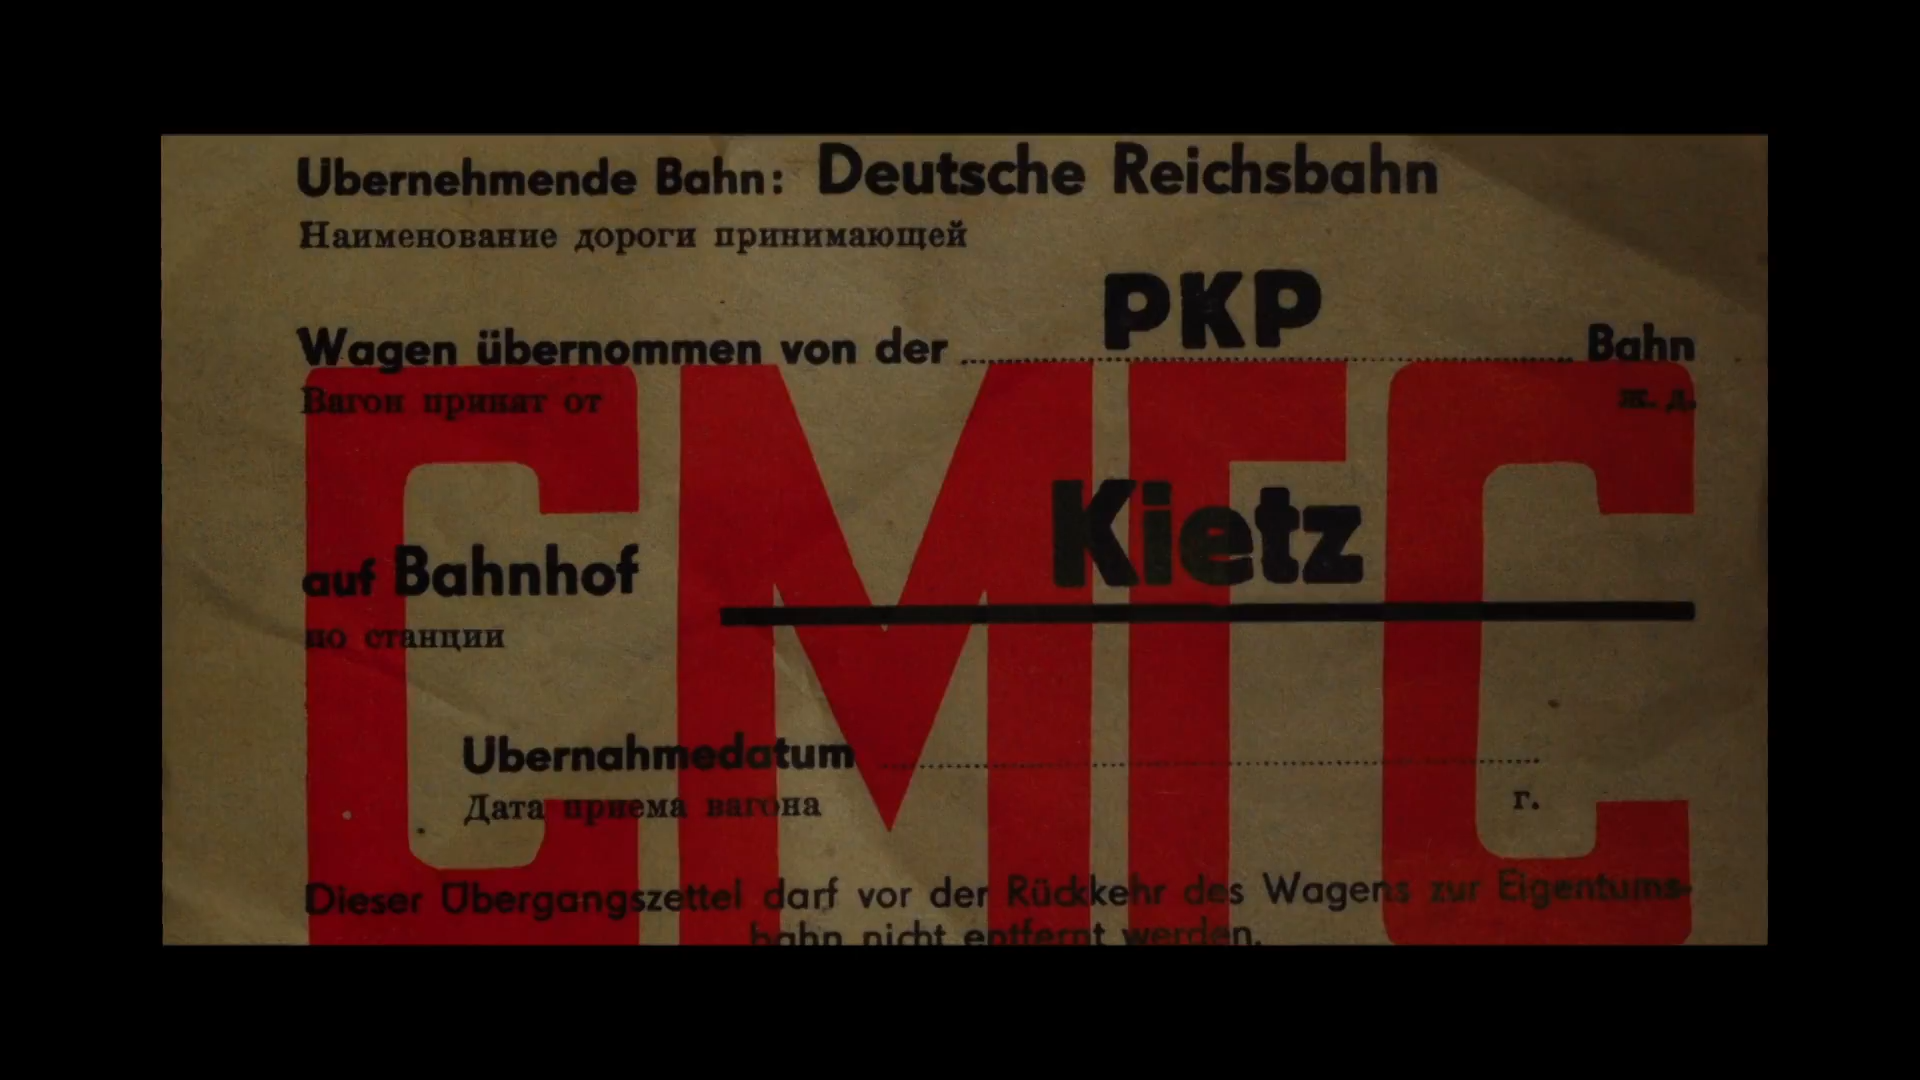 Übernehmende Bahn: Deutsche Reichsbahn
Наименование дороги принимающей
Wagen übernommen von der PKP Bahn
Вагон принят от ж. д.
СМГС
auf Bahnhof Kietz
по станции
Übernahmedatum
Дата приема вагона г.
Dieser Übergangszettel darf vor der Rückkehr des Wagens zur Eigentums-
bahn nicht entfernt werden.